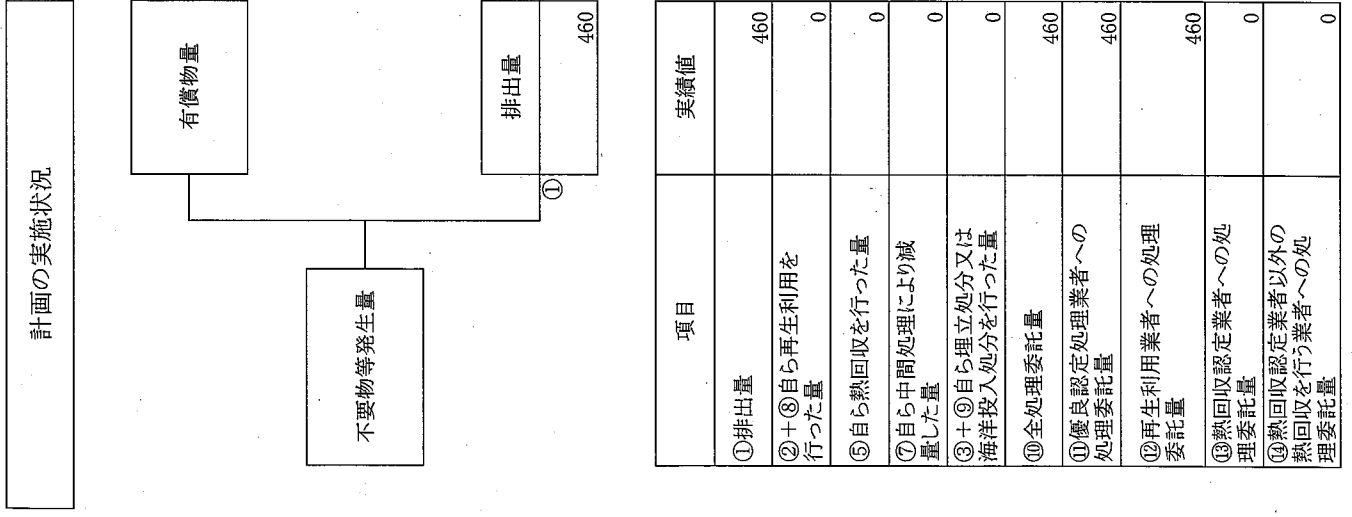 計画の実施状況
有償物量
不要物等発生量
排出量
①
460
項目
実績値
①排出量
460
②+⑧自ら再生利用を
行った量
0
⑤自ら熱回収を行った量
0
⑦自ら中間処理により減
量した量
0
③+⑨自ら埋立処分又は
海洋投入処分を行った量
0
⑩全処理委託量
460
⑪優良認定処理業者への
処理委託量
460
⑫再生利用業者への処理
委託量
460
⑬熱回収認定業者への処
理委託量
0
⑭熱回収認定業者以外の
熱回収を行う業者への処
理委託量
0